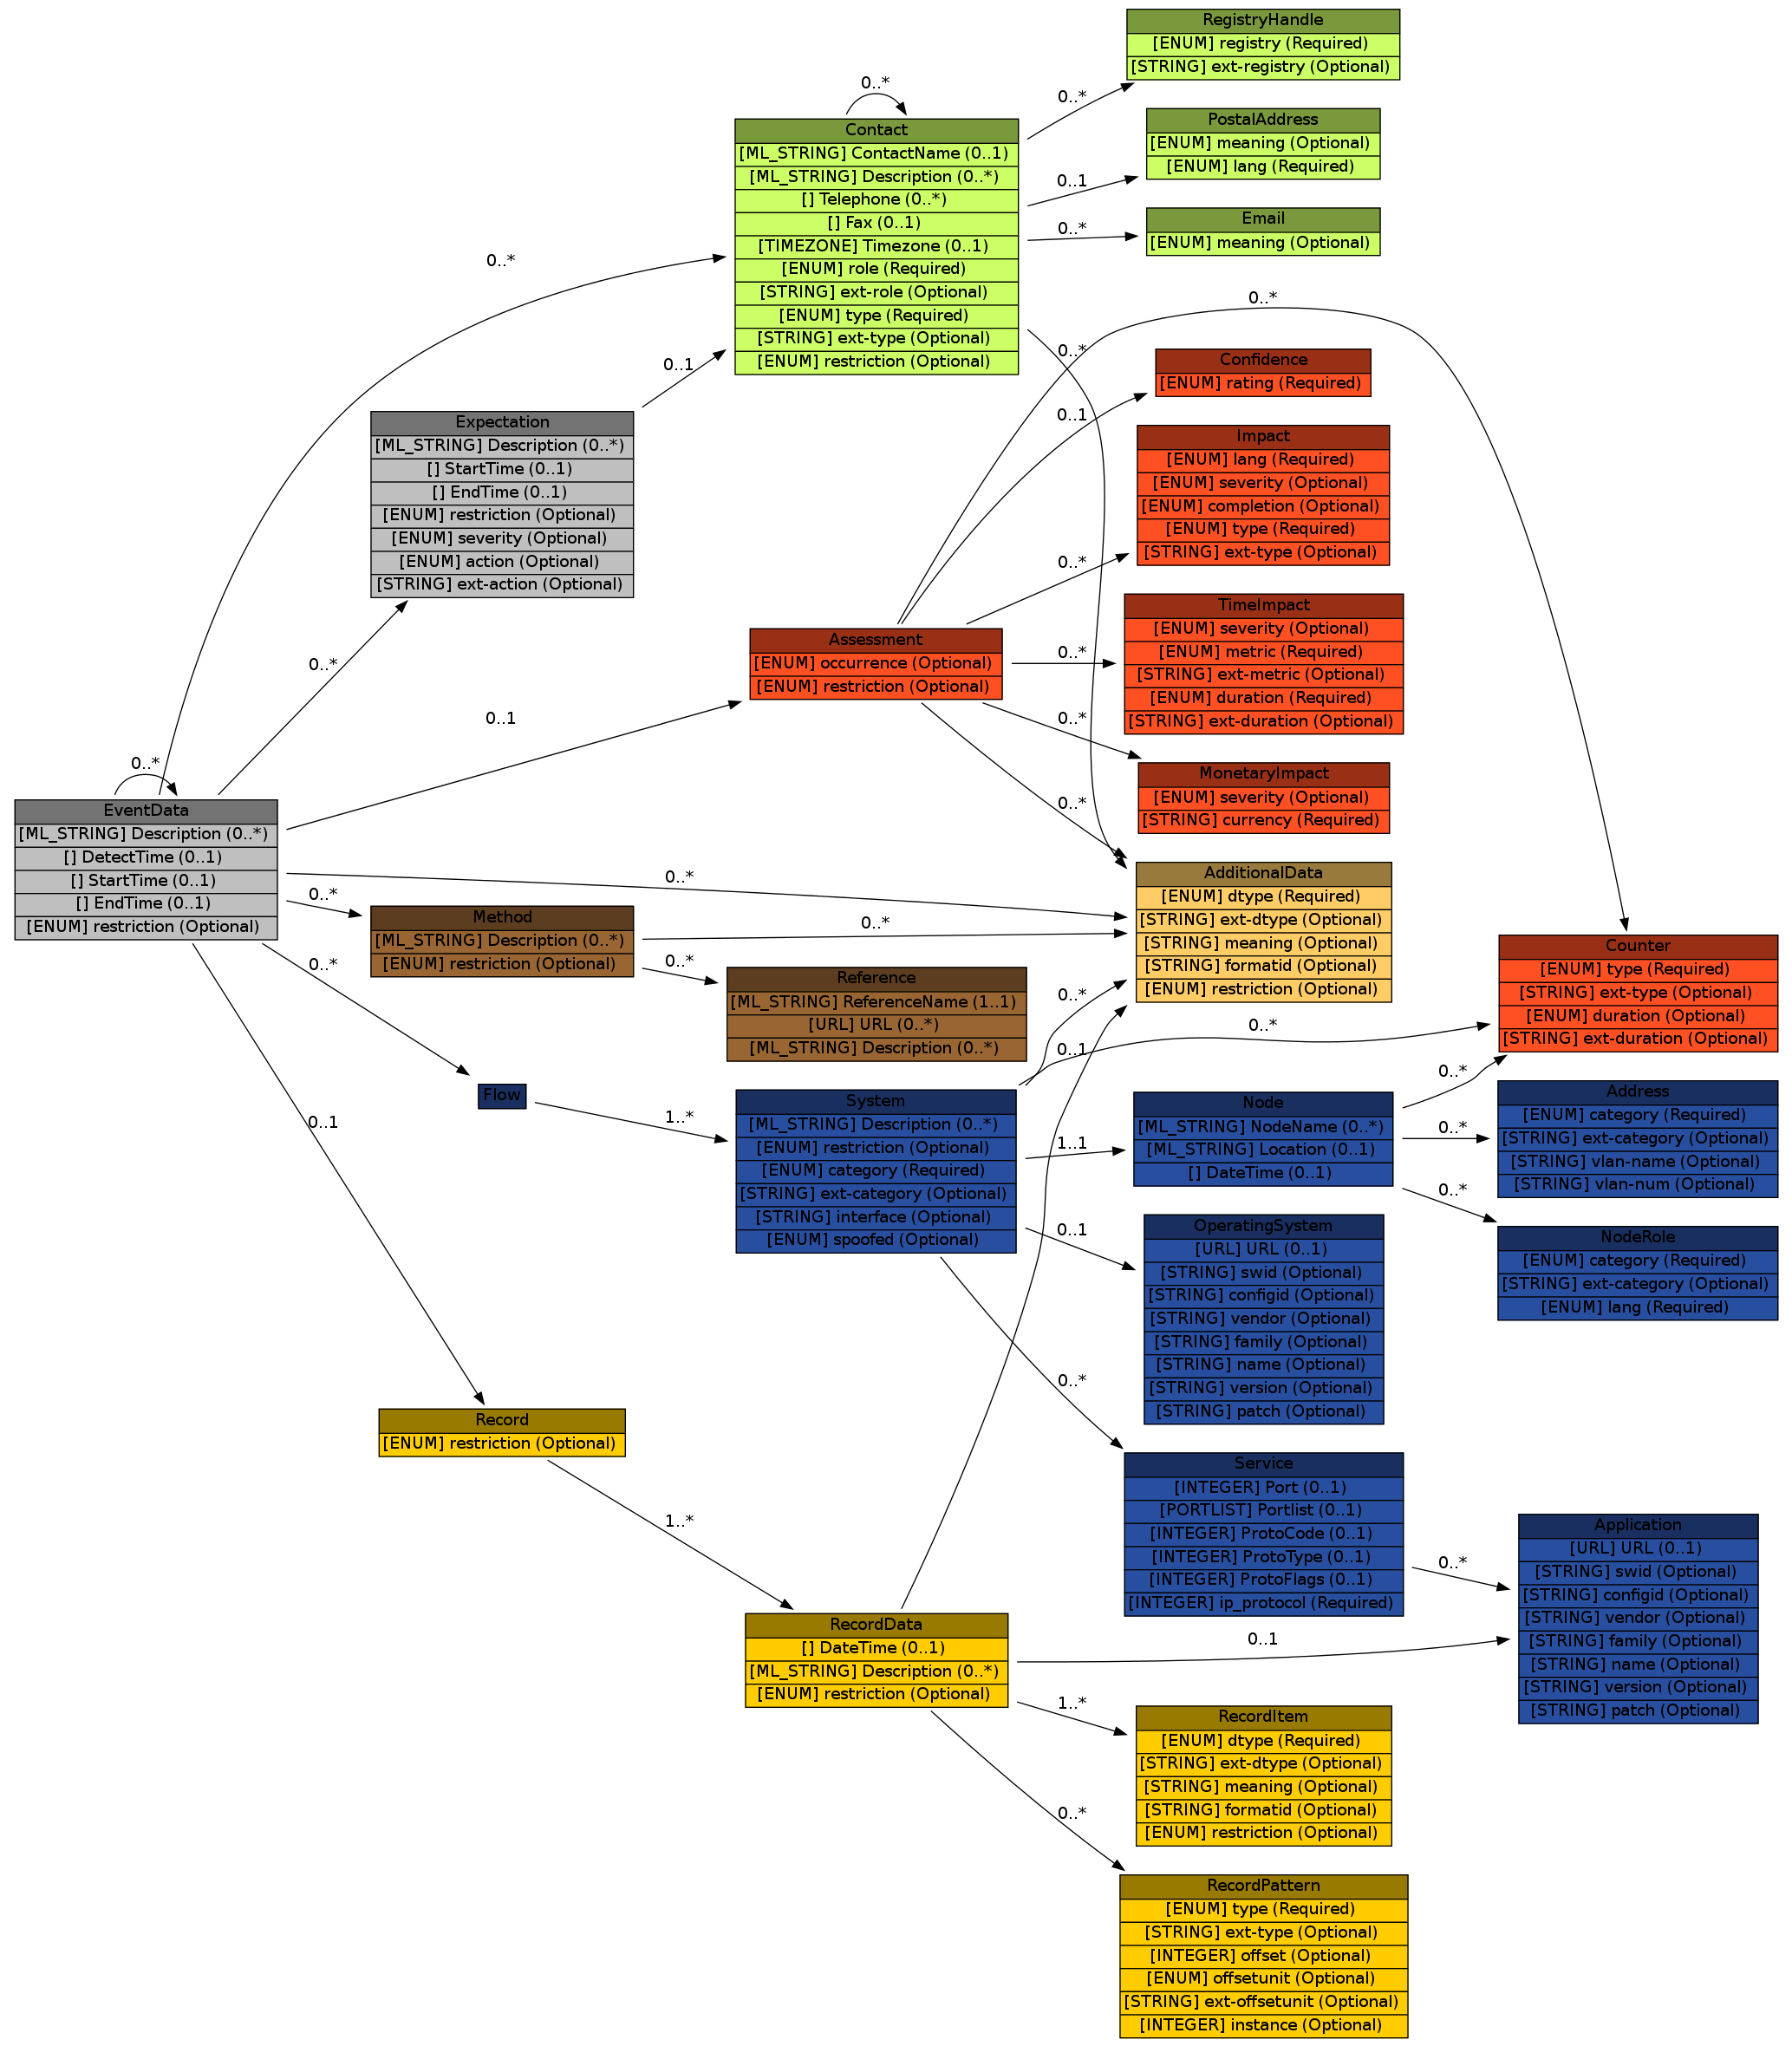 RegistryHandle
[ENUM] registry (Required)
[STRING] ext-registry (Optional)
PostalAddress
[ENUM] meaning (Optional)
[ENUM] lang (Required)
Email
[ENUM] meaning (Optional)
Contact
[ML_STRING] ContactName (0..1)
[ML_STRING] Description (0..*)
[] Telephone (0..*)
[] Fax (0..1)
[TIMEZONE] Timezone (0..1)
[ENUM] role (Required)
[STRING] ext-role (Optional)
[ENUM] type (Required)
[STRING] ext-type (Optional)
[ENUM] restriction (Optional)
0..*
0..*
0..1
0..*
0..*
0..*
0..1
Expectation
[ML_STRING] Description (0..*)
[] StartTime (0..1)
[] EndTime (0..1)
[ENUM] restriction (Optional)
[ENUM] severity (Optional)
[ENUM] action (Optional)
[STRING] ext-action (Optional)
0..*
0..*
0..1
Confidence
[ENUM] rating (Required)
Impact
[ENUM] lang (Required)
[ENUM] severity (Optional)
[ENUM] completion (Optional)
[ENUM] type (Required)
[STRING] ext-type (Optional)
TimeImpact
[ENUM] severity (Optional)
[ENUM] metric (Required)
[STRING] ext-metric (Optional)
[ENUM] duration (Required)
[STRING] ext-duration (Optional)
MonetaryImpact
[ENUM] severity (Optional)
[STRING] currency (Required)
Assessment
[ENUM] occurrence (Optional)
[ENUM] restriction (Optional)
0..*
0..*
0..*
0..*
0..1
0..*
EventData
[ML_STRING] Description (0..*)
[] DetectTime (0..1)
[] StartTime (0..1)
[] EndTime (0..1)
[ENUM] restriction (Optional)
0..*
0..*
0..*
0..1
Method
[ML_STRING] Description (0..*)
[ENUM] restriction (Optional)
0..*
0..*
Reference
[ML_STRING] ReferenceName (1..1)
[URL] URL (0..*)
[ML_STRING] Description (0..*)
AdditionalData
[ENUM] dtype (Required)
[STRING] ext-dtype (Optional)
[STRING] meaning (Optional)
[STRING] formatid (Optional)
[ENUM] restriction (Optional)
Counter
[ENUM] type (Required)
[STRING] ext-type (Optional)
[ENUM] duration (Optional)
[STRING] ext-duration (Optional)
Flow
1..*
System
[ML_STRING] Description (0..*)
[ENUM] restriction (Optional)
[ENUM] category (Required)
[STRING] ext-category (Optional)
[STRING] interface (Optional)
[ENUM] spoofed (Optional)
0..*
0..*
0..1
1..1
0..1
0..*
Node
[ML_STRING] NodeName (0..*)
[ML_STRING] Location (0..1)
[] DateTime (0..1)
0..*
0..*
0..*
Address
[ENUM] category (Required)
[STRING] ext-category (Optional)
[STRING] vlan-name (Optional)
[STRING] vlan-num (Optional)
NodeRole
[ENUM] category (Required)
[STRING] ext-category (Optional)
[ENUM] lang (Required)
OperatingSystem
[URL] URL (0..1)
[STRING] swid (Optional)
[STRING] configid (Optional)
[STRING] vendor (Optional)
[STRING] family (Optional)
[STRING] name (Optional)
[STRING] version (Optional)
[STRING] patch (Optional)
Record
[ENUM] restriction (Optional)
1..*
Service
[INTEGER] Port (0..1)
[PORTLIST] Portlist (0..1)
[INTEGER] ProtoCode (0..1)
[INTEGER] ProtoType (0..1)
[INTEGER] ProtoFlags (0..1)
[INTEGER] ip_protocol (Required)
0..*
Application
[URL] URL (0..1)
[STRING] swid (Optional)
[STRING] configid (Optional)
[STRING] vendor (Optional)
[STRING] family (Optional)
[STRING] name (Optional)
[STRING] version (Optional)
[STRING] patch (Optional)
RecordData
[] DateTime (0..1)
[ML_STRING] Description (0..*)
[ENUM] restriction (Optional)
0..1
1..*
0..*
RecordItem
[ENUM] dtype (Required)
[STRING] ext-dtype (Optional)
[STRING] meaning (Optional)
[STRING] formatid (Optional)
[ENUM] restriction (Optional)
RecordPattern
[ENUM] type (Required)
[STRING] ext-type (Optional)
[INTEGER] offset (Optional)
[ENUM] offsetunit (Optional)
[STRING] ext-offsetunit (Optional)
[INTEGER] instance (Optional)